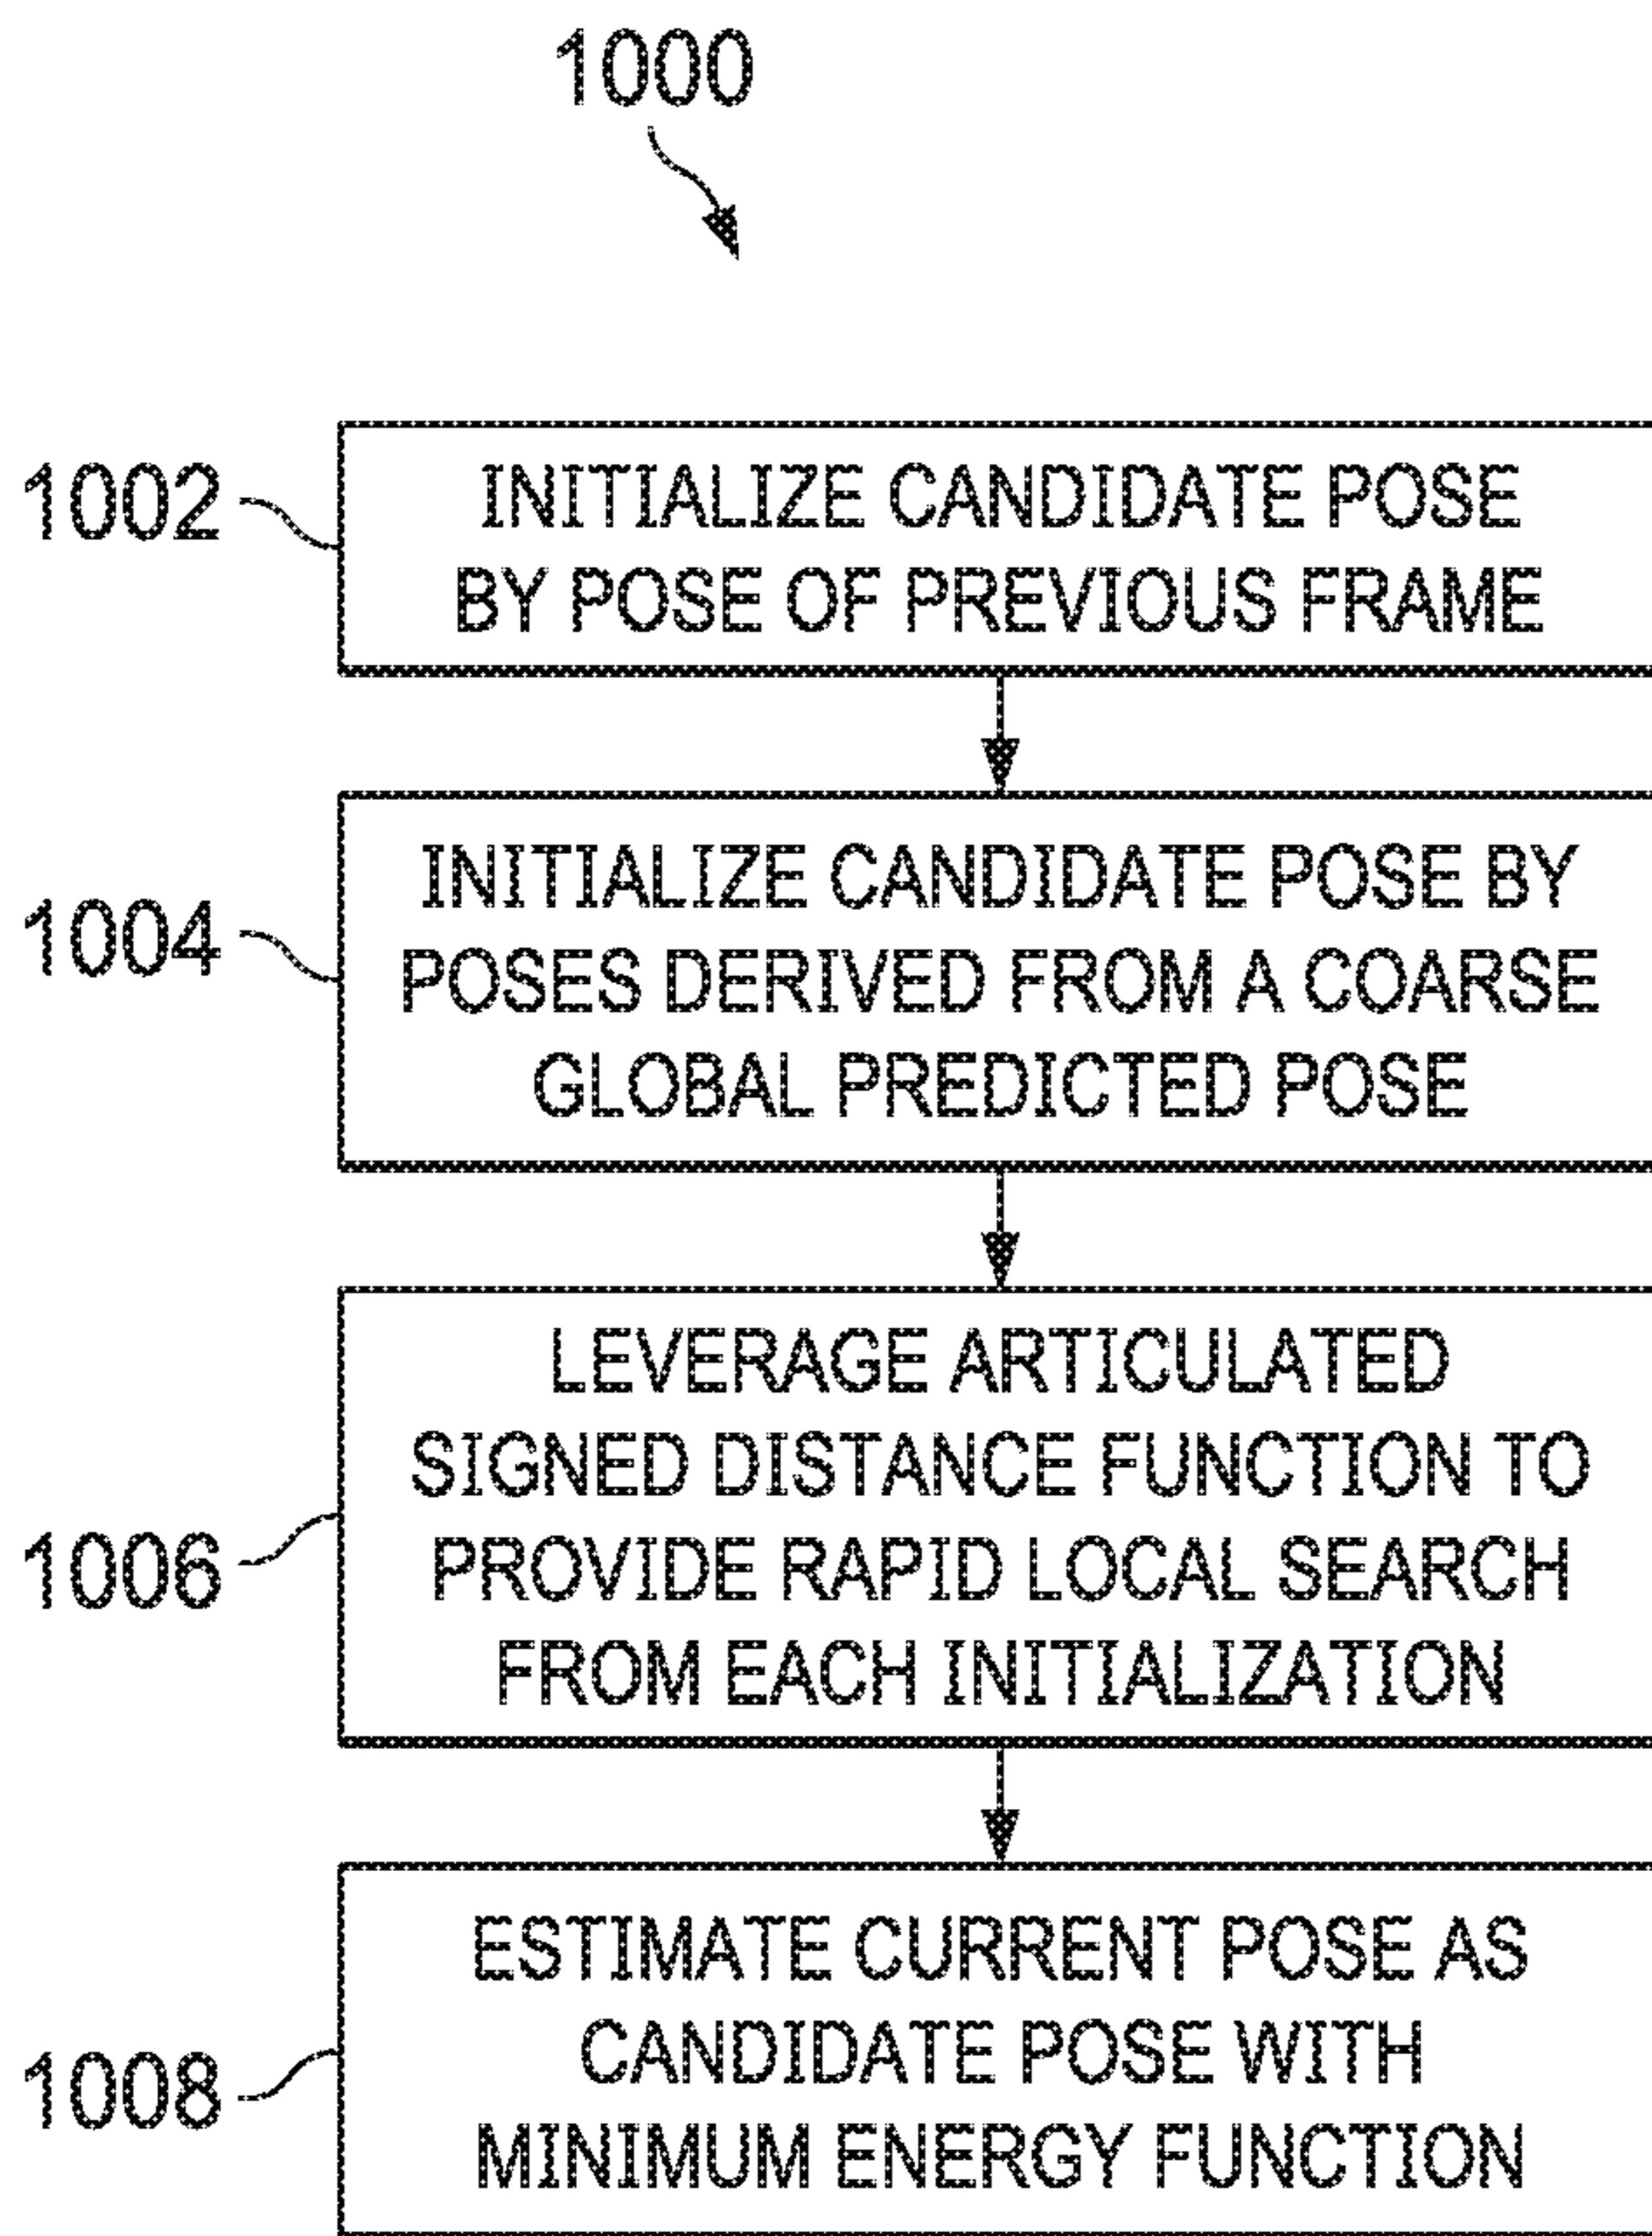 1000
1002
INITIALIZE CANDIDATE POSE
BY POSE OF PREVIOUS FRAME
1004
INITIALIZE CANDIDATE POSE BY
POSES DERIVED FROM A COARSE
GLOBAL PREDICTED POSE
1006
LEVERAGE ARTICULATED
SIGNED DISTANCE FUNCTION TO
PROVIDE RAPID LOCAL SEARCH
FROM EACH INITIALIZATION
1008
ESTIMATE CURRENT POSE AS
CANDIDATE POSE WITH
MINIMUM ENERGY FUNCTION